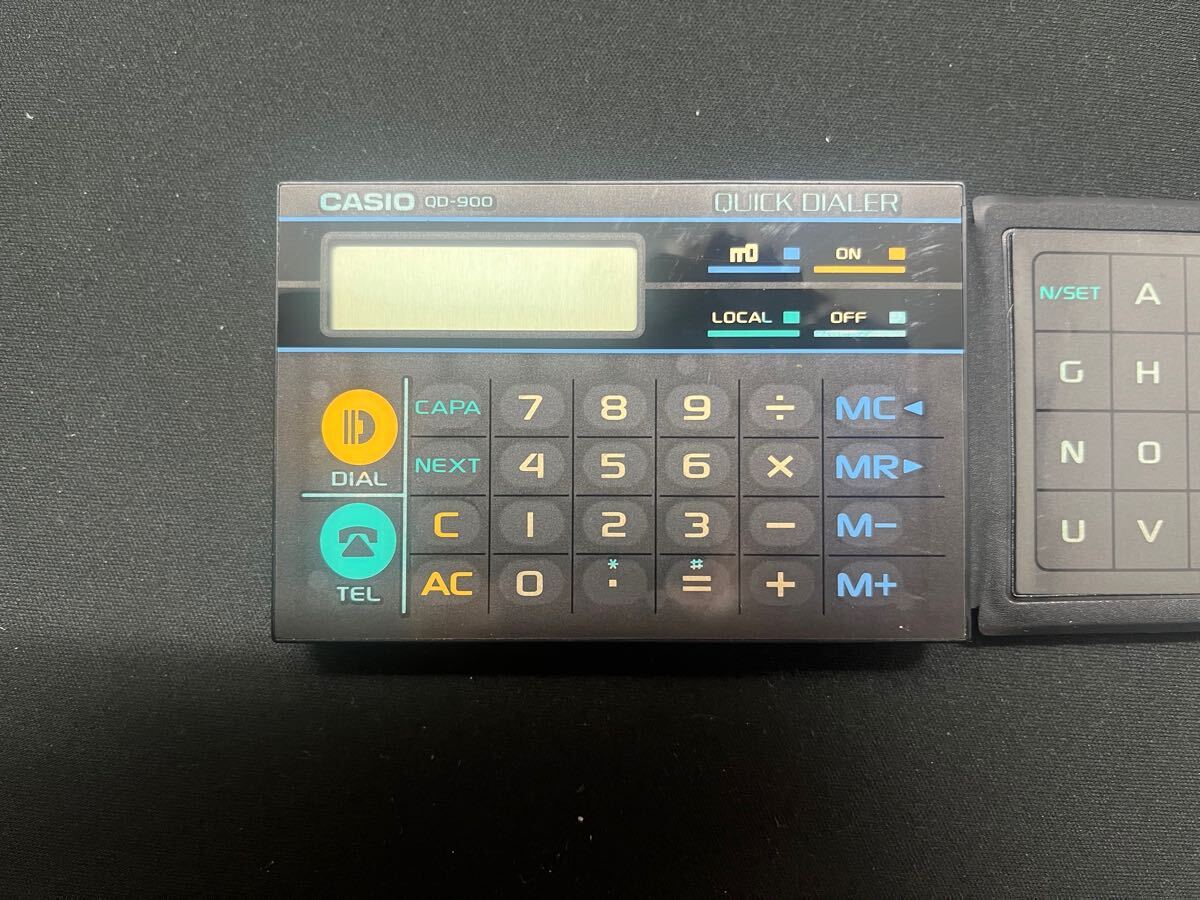 CASIO QD-900 QUICK DIALER
ON
LOCAL OFF
DIAL
TEL
CAPA 7 8 9 ÷ MC ◄
NEXT 4 5 6 × MR ►
C 1 2 3 − M−
* #
AC 0 · = + M+
N/SET A
G H
N O
U V